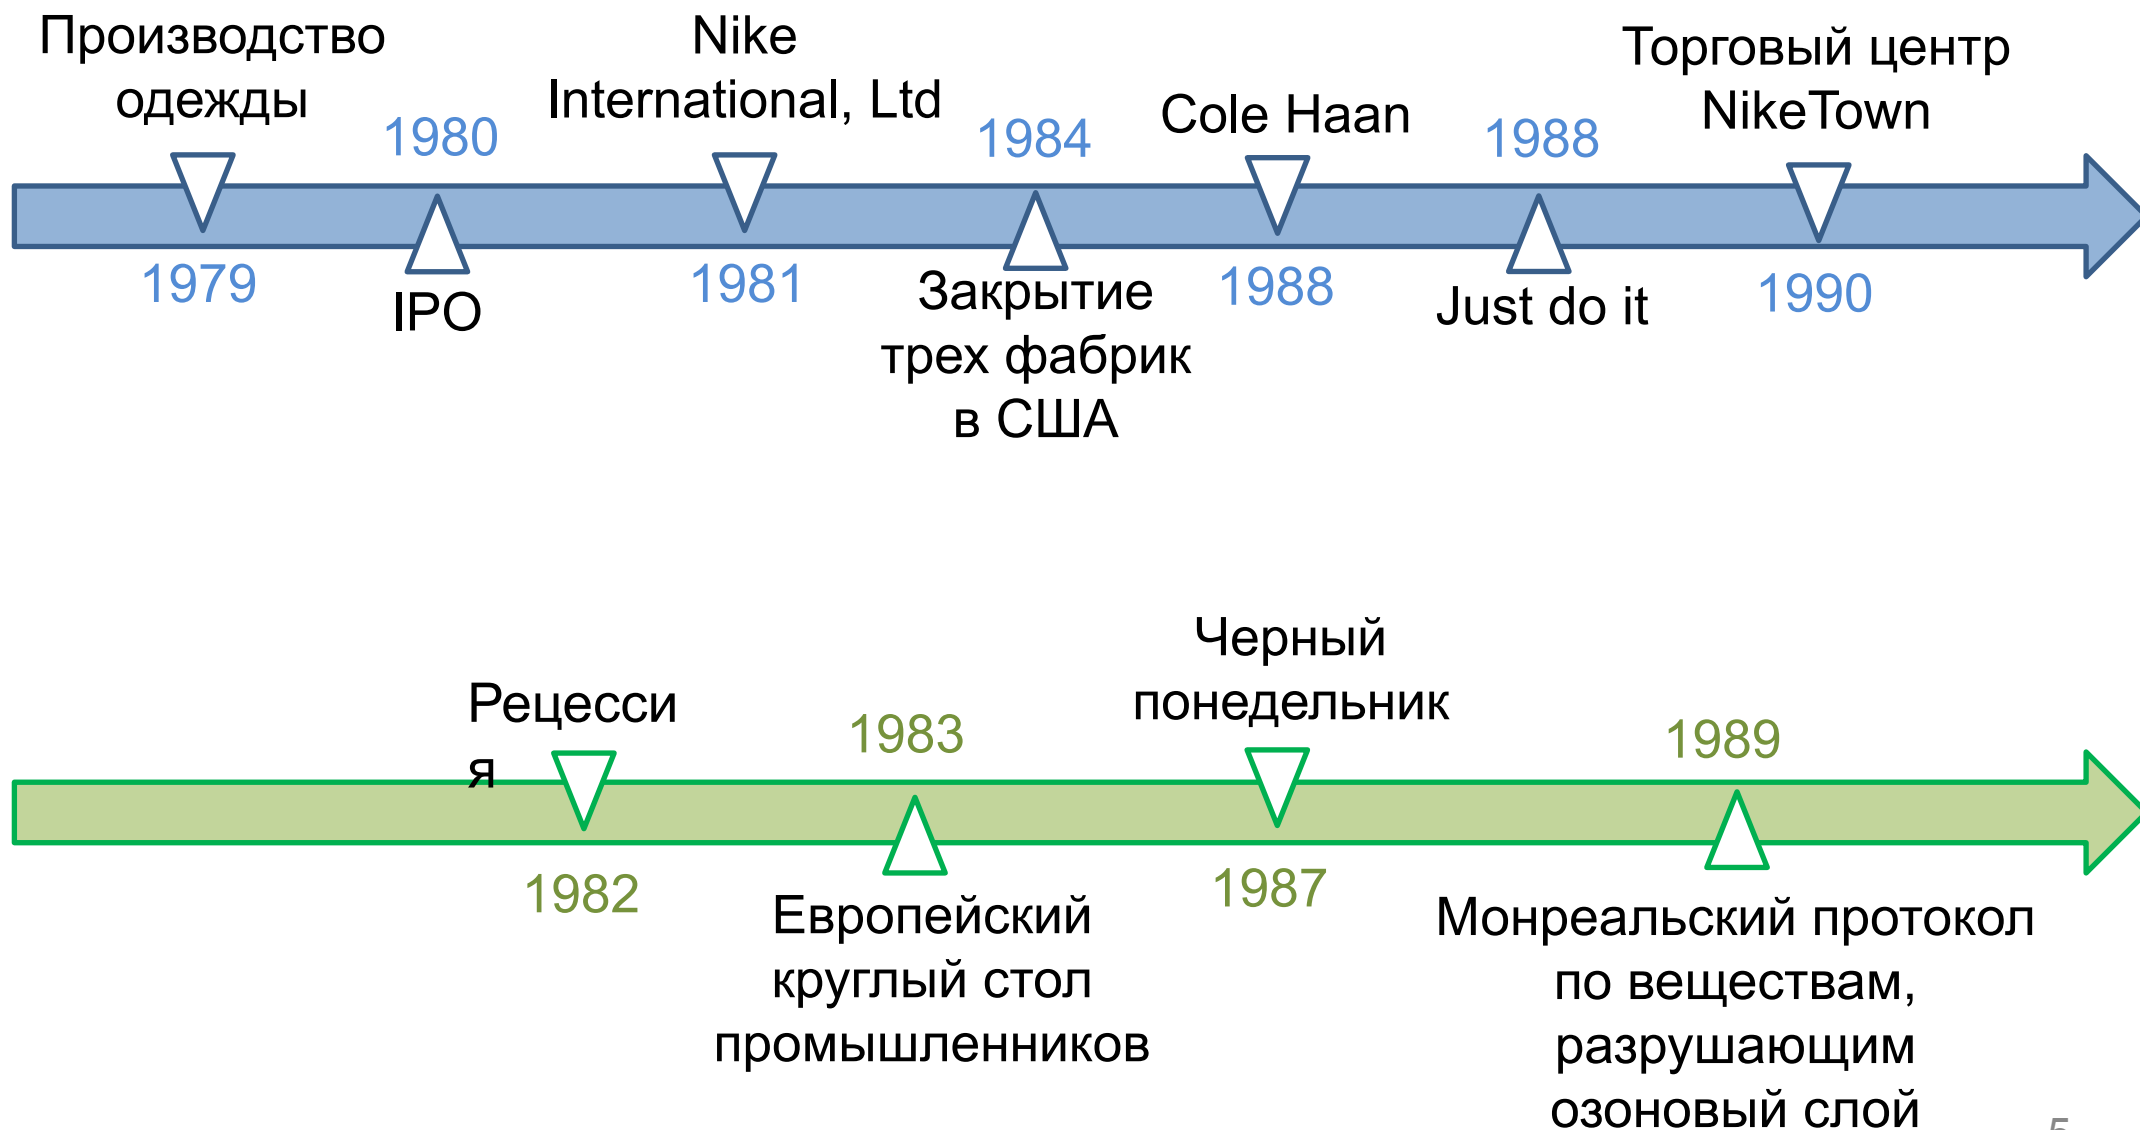 Производство
одежды
1980
Nike
International, Ltd
1984
Cole Haan
1988
Торговый центр
NikeTown
1979
IPO
1981
Закрытие
трех фабрик
в США
1988
Just do it
1990
Рецесси
я
1983
Черный
понедельник
1989
1982
Европейский
круглый стол
промышленников
1987
Монреальский протокол
по веществам,
разрушающим
озоновый слой
5